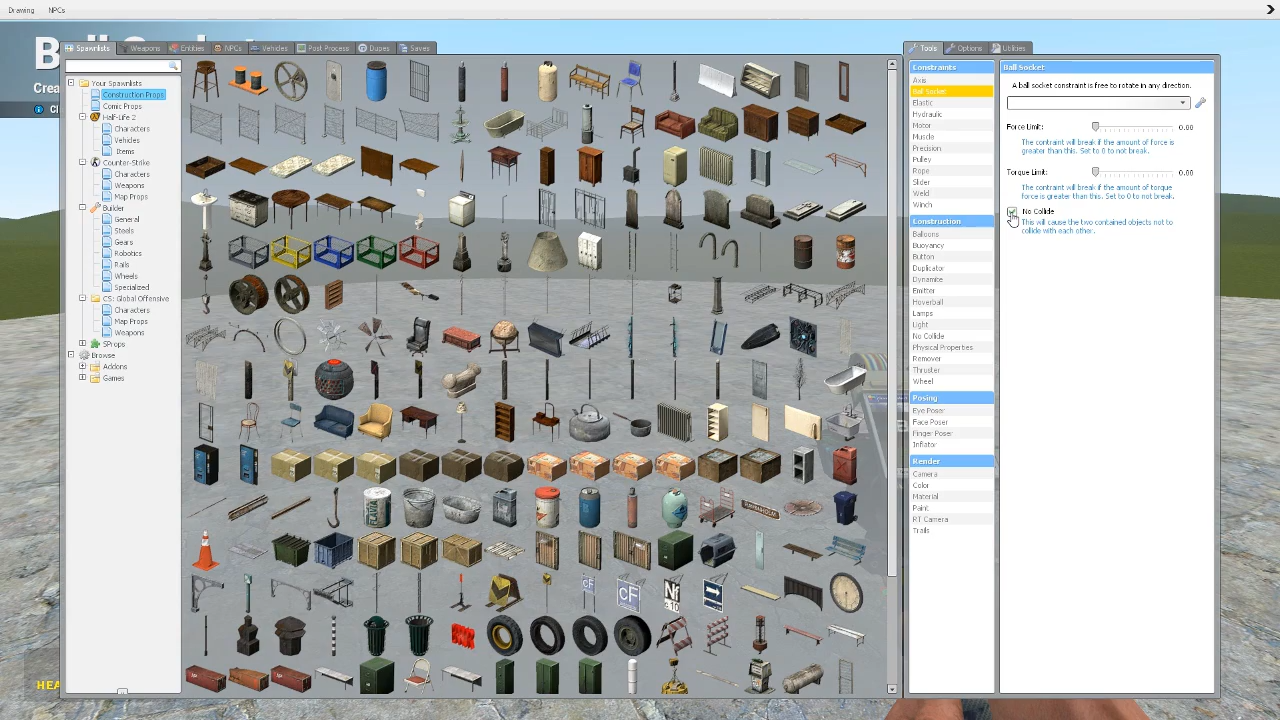 Drawing NPCs
Spawnlists Weapons Entities NPCs Vehicles Post Process Dupes Saves
Your Spawnlists
Construction Props
Comic Props
Half-Life 2
Characters
Vehicles
Items
Counter-Strike
Characters
Weapons
Map Props
Builder
General
Steels
Gears
Robotics
Rails
Wheels
Specialized
CS: Global Offensive
Characters
Map Props
Weapons
SProps
Browse
Addons
Games
Tools Options Utilities
Constraints
Axis
Ball Socket
Elastic
Hydraulic
Motor
Muscle
Precision
Pulley
Rope
Slider
Weld
Winch
Construction
Balloons
Buoyancy
Button
Duplicator
Dynamite
Emitter
Hoverball
Lamps
Light
No Collide
Physical Properties
Remover
Thruster
Wheel
Posing
Eye Poser
Face Poser
Finger Poser
Inflator
Render
Camera
Color
Material
Paint
RT Camera
Trails
Ball Socket
A ball socket constraint is free to rotate in any direction.
Force Limit: 0.00
The contraint will break if the amount of force is
greater than this. Set to 0 to not break.
Torque Limit: 0.00
The contraint will break if the amount of torque
force is greater than this. Set to 0 to not break.
No Collide
This will cause the two contained objects not to
collide with each other.